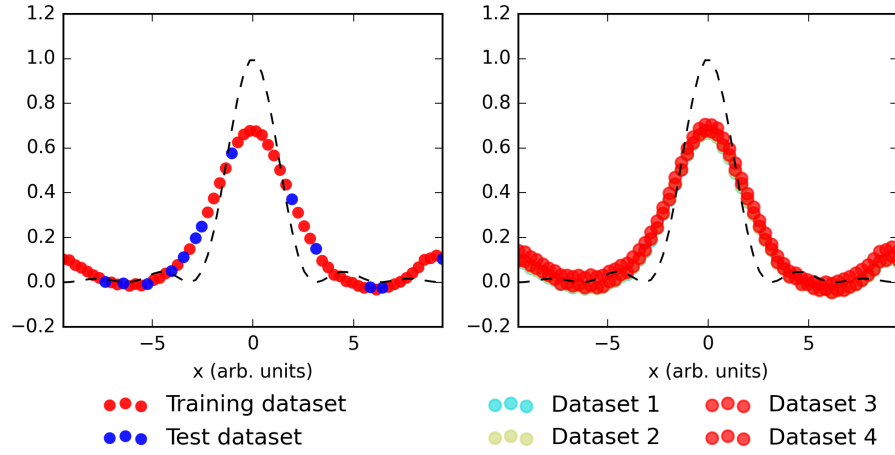 1.2
1.0
0.8
0.6
0.4
0.2
0.0
−0.2
−5 0 5
x (arb. units)
Training dataset
Test dataset
1.2
1.0
0.8
0.6
0.4
0.2
0.0
−0.2
−5 0 5
x (arb. units)
Dataset 1 Dataset 3
Dataset 2 Dataset 4